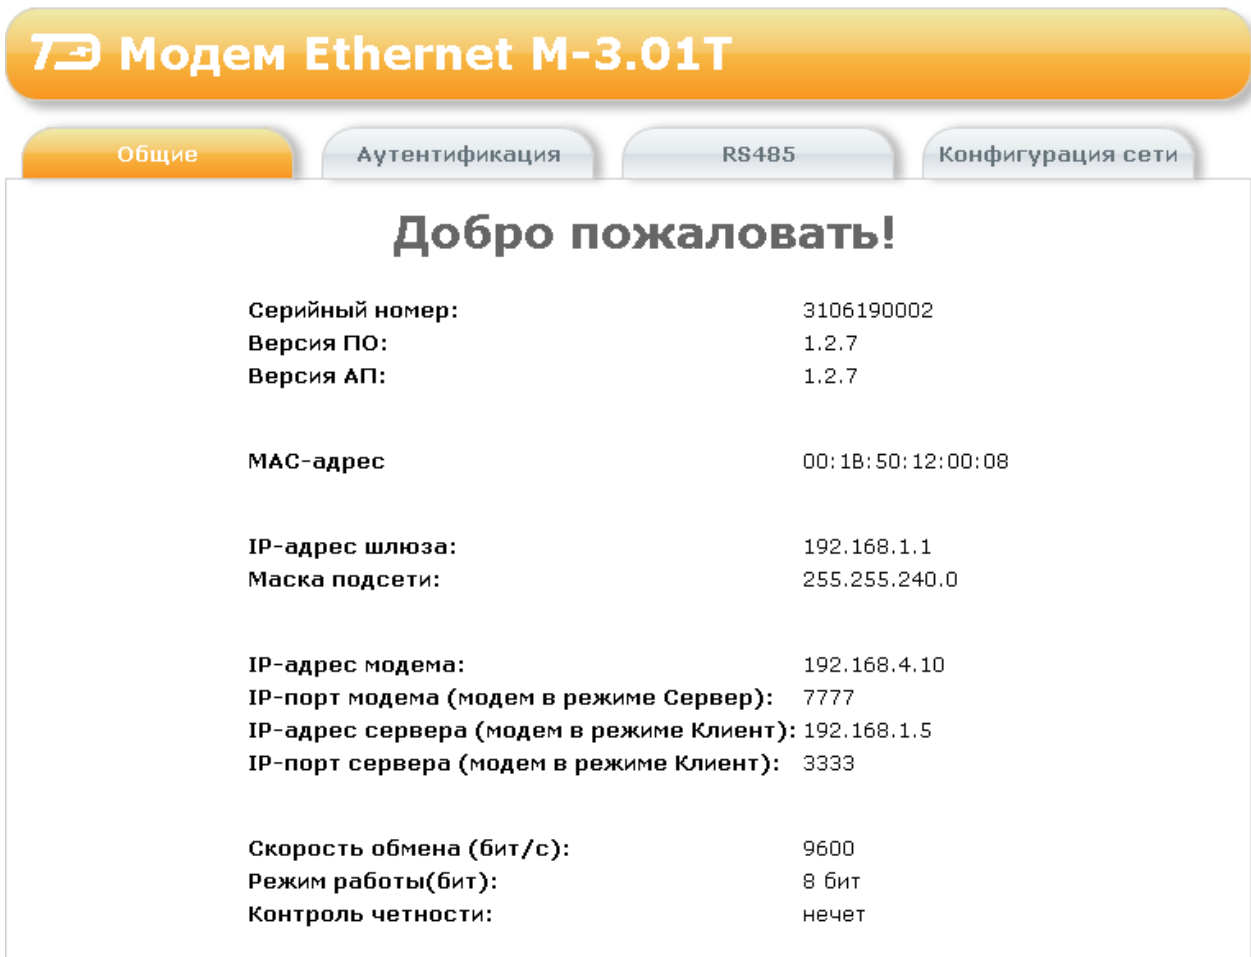 ТЭ Модем Ethernet М-3.01Т
Общие Аутентификация RS485 Конфигурация сети
Добро пожаловать!
Серийный номер: 3106190002
Версия ПО: 1.2.7
Версия АП: 1.2.7
МАС-адрес 00:1B:50:12:00:08
IP-адрес шлюза: 192.168.1.1
Маска подсети: 255.255.240.0
IP-адрес модема: 192.168.4.10
IP-порт модема (модем в режиме Сервер): 7777
IP-адрес сервера (модем в режиме Клиент): 192.168.1.5
IP-порт сервера (модем в режиме Клиент): 3333
Скорость обмена (бит/с): 9600
Режим работы(бит): 8 бит
Контроль четности: нечет